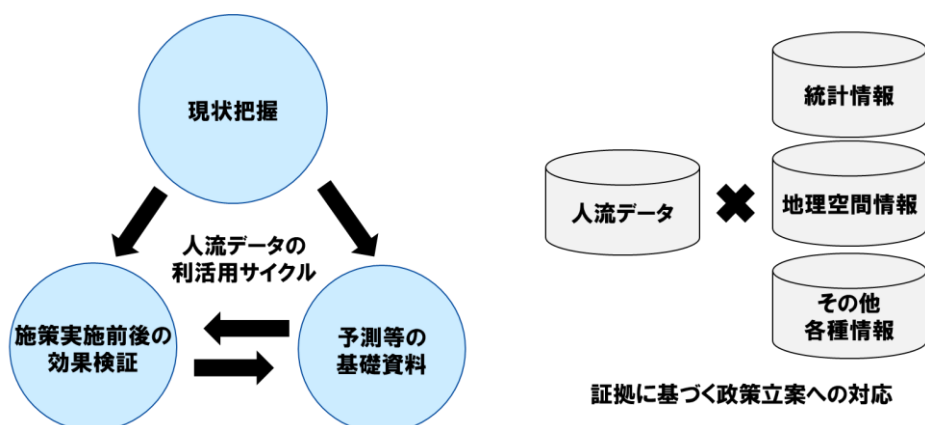 現状把握
人流データの
利活用サイクル
施策実施前後の
効果検証
予測等の
基礎資料
人流データ
統計情報
地理空間情報
その他
各種情報
証拠に基づく政策立案への対応